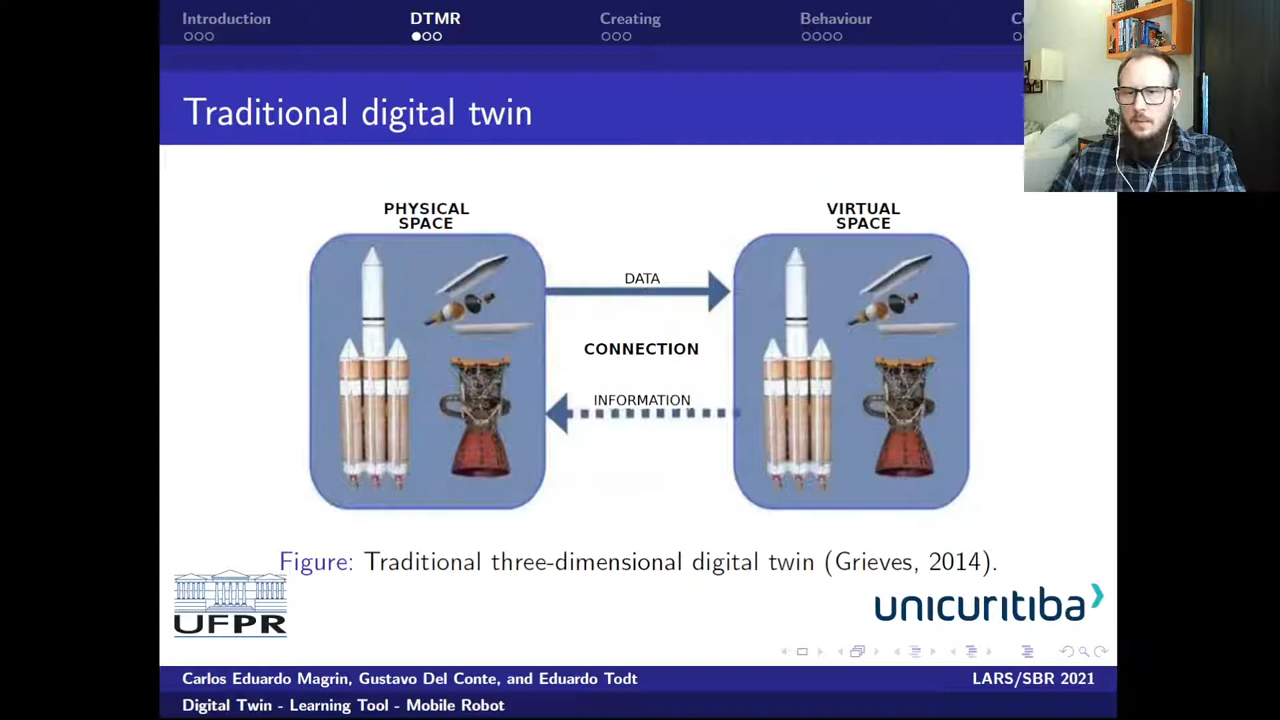 Introduction
DTMR
Creating
Behaviour
Traditional digital twin
PHYSICAL
SPACE
VIRTUAL
SPACE
DATA
CONNECTION
INFORMATION
Figure: Traditional three-dimensional digital twin (Grieves, 2014).
UFPR
unicuritiba
Carlos Eduardo Magrin, Gustavo Del Conte, and Eduardo Todt
LARS/SBR 2021
Digital Twin - Learning Tool - Mobile Robot